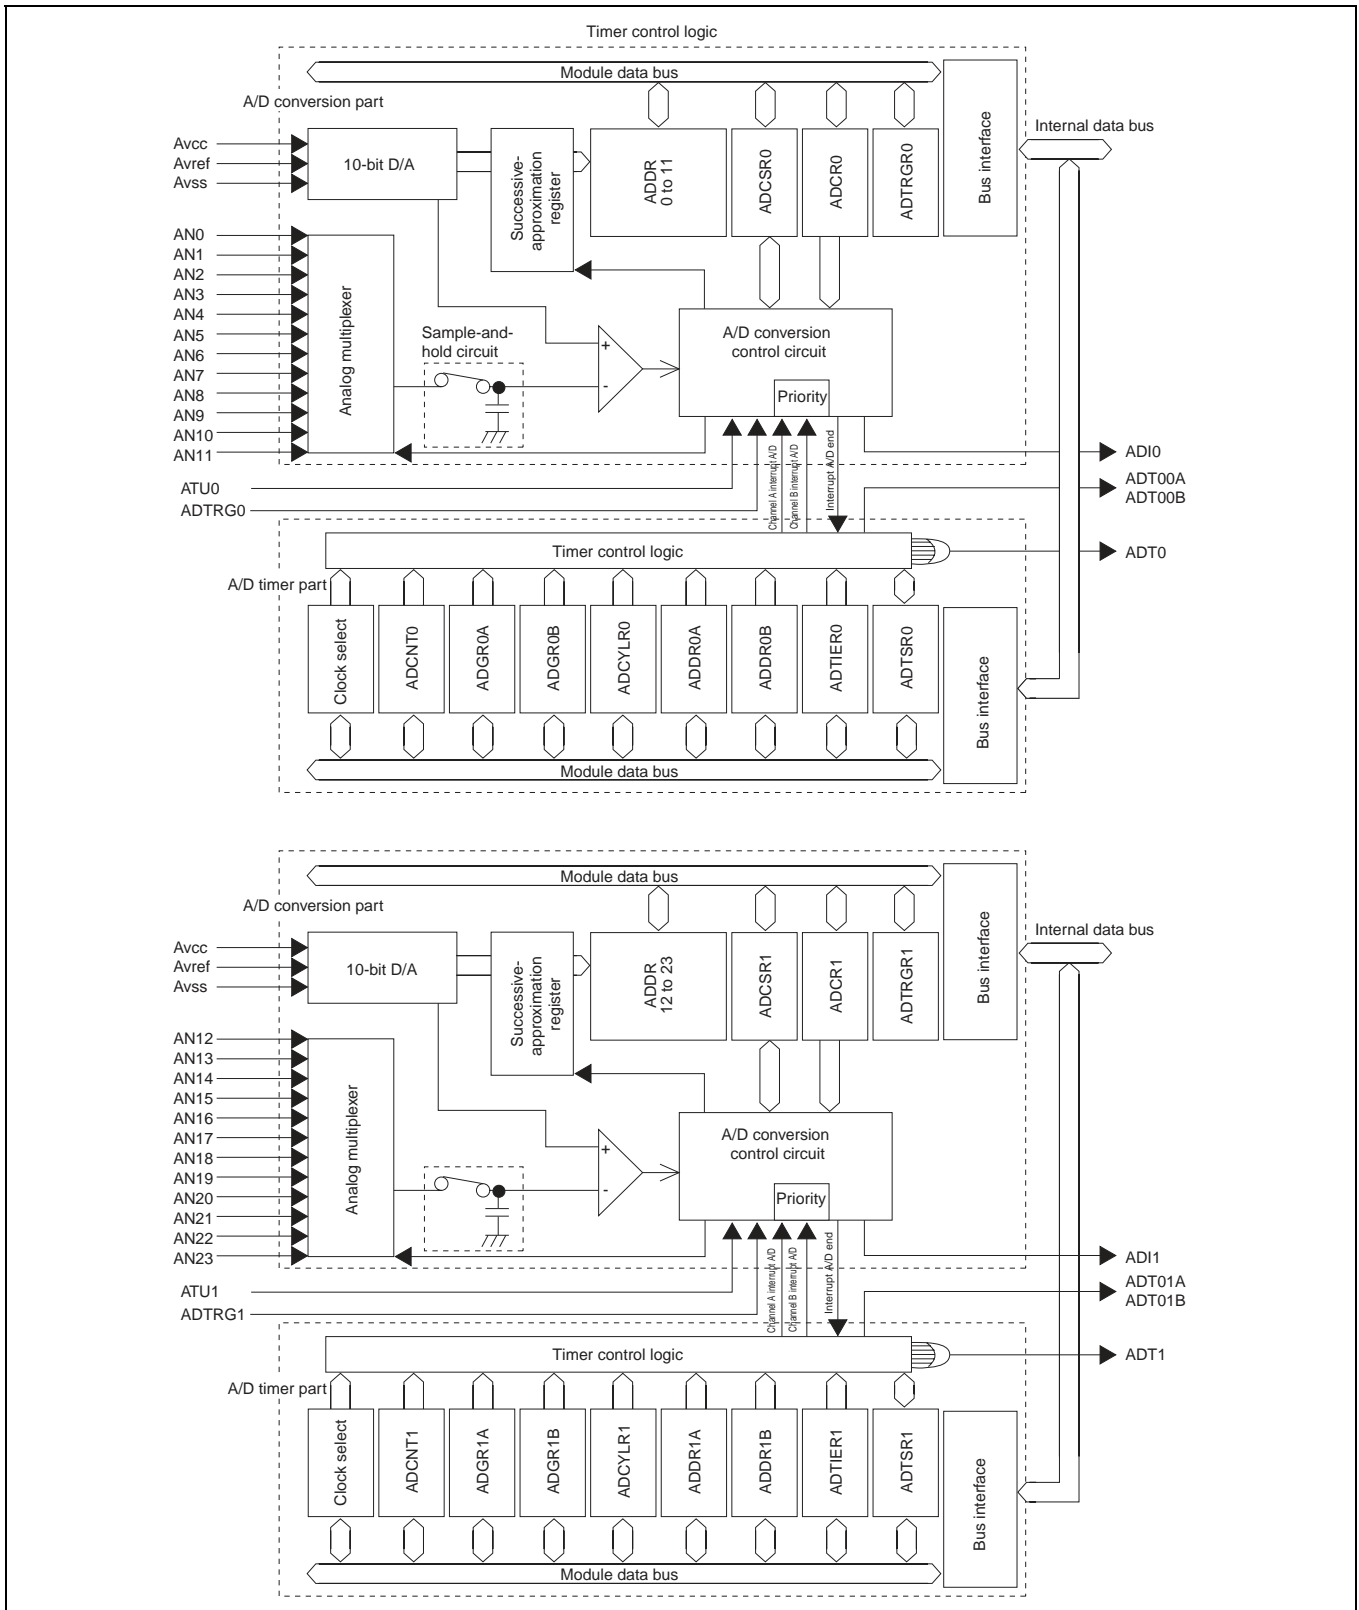 Timer control logic
Module data bus
A/D conversion part
Internal data bus
Avcc
Avref
Avss
10-bit D/A
Successive-
approximation
register
ADDR
0 to 11
ADCSR0
ADCR0
ADTRGR0
Bus interface
AN0
AN1
AN2
AN3
AN4
AN5
AN6
AN7
AN8
AN9
AN10
AN11
Analog multiplexer
Sample-and-
hold circuit
+
-
A/D conversion
control circuit
Priority
ADI0
ATU0
ADTRG0
Channel A interrupt A/D
Channel B interrupt A/D
Interrupt A/D end
ADT00A
ADT00B
Timer control logic
ADT0
A/D timer part
Clock select
ADCNT0
ADGR0A
ADGR0B
ADCYLR0
ADDR0A
ADDR0B
ADTIER0
ADTSR0
Bus interface
Module data bus
Module data bus
A/D conversion part
Internal data bus
Avcc
Avref
Avss
10-bit D/A
Successive-
approximation
register
ADDR
12 to 23
ADCSR1
ADCR1
ADTRGR1
Bus interface
AN12
AN13
AN14
AN15
AN16
AN17
AN18
AN19
AN20
AN21
AN22
AN23
Analog multiplexer
+
-
A/D conversion
control circuit
Priority
ADI1
ATU1
ADTRG1
Channel A interrupt A/D
Channel B interrupt A/D
Interrupt A/D end
ADT01A
ADT01B
Timer control logic
ADT1
A/D timer part
Clock select
ADCNT1
ADGR1A
ADGR1B
ADCYLR1
ADDR1A
ADDR1B
ADTIER1
ADTSR1
Bus interface
Module data bus